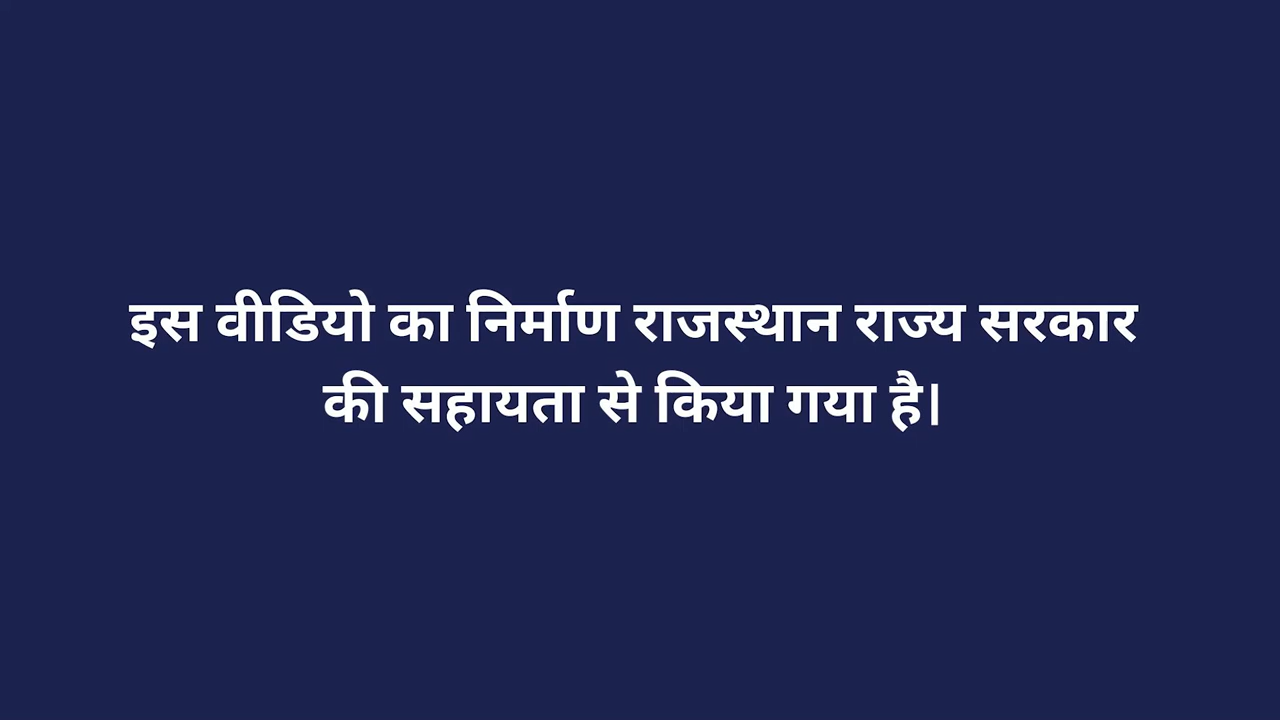 इस वीडियो का निर्माण राजस्थान राज्य सरकार
की सहायता से किया गया है।